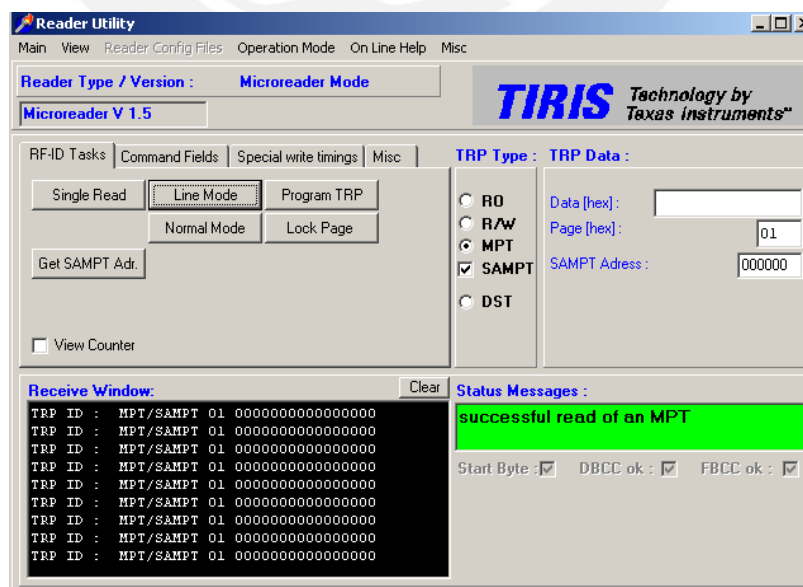 Reader Utility
Main View Reader Config Files Operation Mode On Line Help Misc
Reader Type / Version : Microreader Mode
Microreader V 1.5
TIRIS Technology by
Texas Instruments™
RF-ID Tasks Command Fields Special write timings Misc
Single Read Line Mode Program TRP
Normal Mode Lock Page
Get SAMPT Adr.
View Counter
TRP Type :
RO
R/W
MPT
SAMPT
DST
TRP Data :
Data [hex] :
Page [hex] : 01
SAMPT Adress : 000000
Receive Window: Clear
TRP ID : MPT/SAMPT 01 0000000000000000
TRP ID : MPT/SAMPT 01 0000000000000000
TRP ID : MPT/SAMPT 01 0000000000000000
TRP ID : MPT/SAMPT 01 0000000000000000
TRP ID : MPT/SAMPT 01 0000000000000000
TRP ID : MPT/SAMPT 01 0000000000000000
TRP ID : MPT/SAMPT 01 0000000000000000
TRP ID : MPT/SAMPT 01 0000000000000000
TRP ID : MPT/SAMPT 01 0000000000000000
Status Messages :
successful read of an MPT
Start Byte : DBCC ok : FBCC ok :